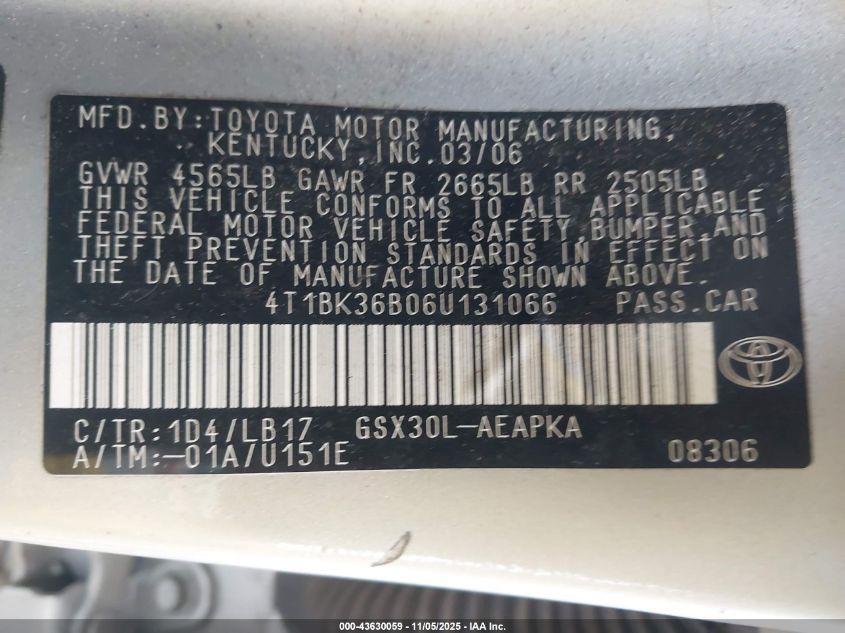 MFD.BY:TOYOTA MOTOR MANUFACTURING,
KENTUCKY,INC.03/06
GVWR 4565LB GAWR FR 2665LB RR 2505LB
THIS VEHICLE CONFORMS TO ALL APPLICABLE
FEDERAL MOTOR VEHICLE SAFETY,BUMPER,AND
THEFT PREVENTION STANDARDS IN EFFECT ON
THE DATE OF MANUFACTURE SHOWN ABOVE.
4T1BK36B06U131066 PASS.CAR
C/TR:1D4/LB17 GSX30L-AEAPKA
A/TM:-01A/U151E 08306
000-43630059 - 11/05/2025 - IAA Inc.